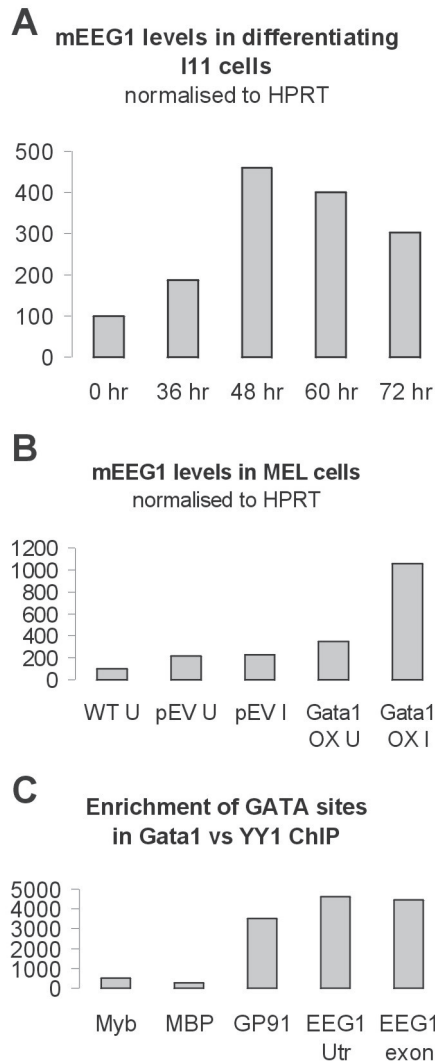 A
mEEG1 levels in differentiating
I11 cells
normalised to HPRT
500
400
300
200
100
0
0 hr 36 hr 48 hr 60 hr 72 hr
B
mEEG1 levels in MEL cells
normalised to HPRT
1200
1000
800
600
400
200
0
WT U pEV U pEV I Gata1 Gata1
OX U OX I
C
Enrichment of GATA sites
in Gata1 vs YY1 ChIP
5000
4000
3000
2000
1000
0
Myb MBP GP91 EEG1 EEG1
Utr exon